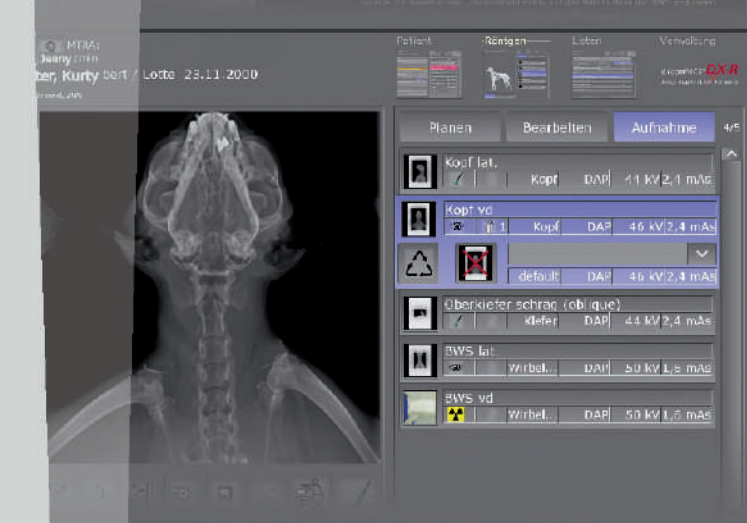 MTRA:
Jenny
ter, Kurty bert / Lotte 23.11.2000
Patient Röntgen Listen Verwaltung
DX-R
Planen Bearbeiten Aufnahme 4/5
Kopf lat.
Kopf DAP 44 kV 2,4 mAs
Kopf vd
1 Kopf DAP 46 kV 2,4 mAs
default DAP 46 kV 2,4 mAs
Oberkiefer schräg (oblique)
Kiefer DAP 44 kV 2,4 mAs
BWS lat.
Wirbel... DAP 50 kV 1,6 mAs
BWS vd
Wirbel... DAP 50 kV 1,6 mAs